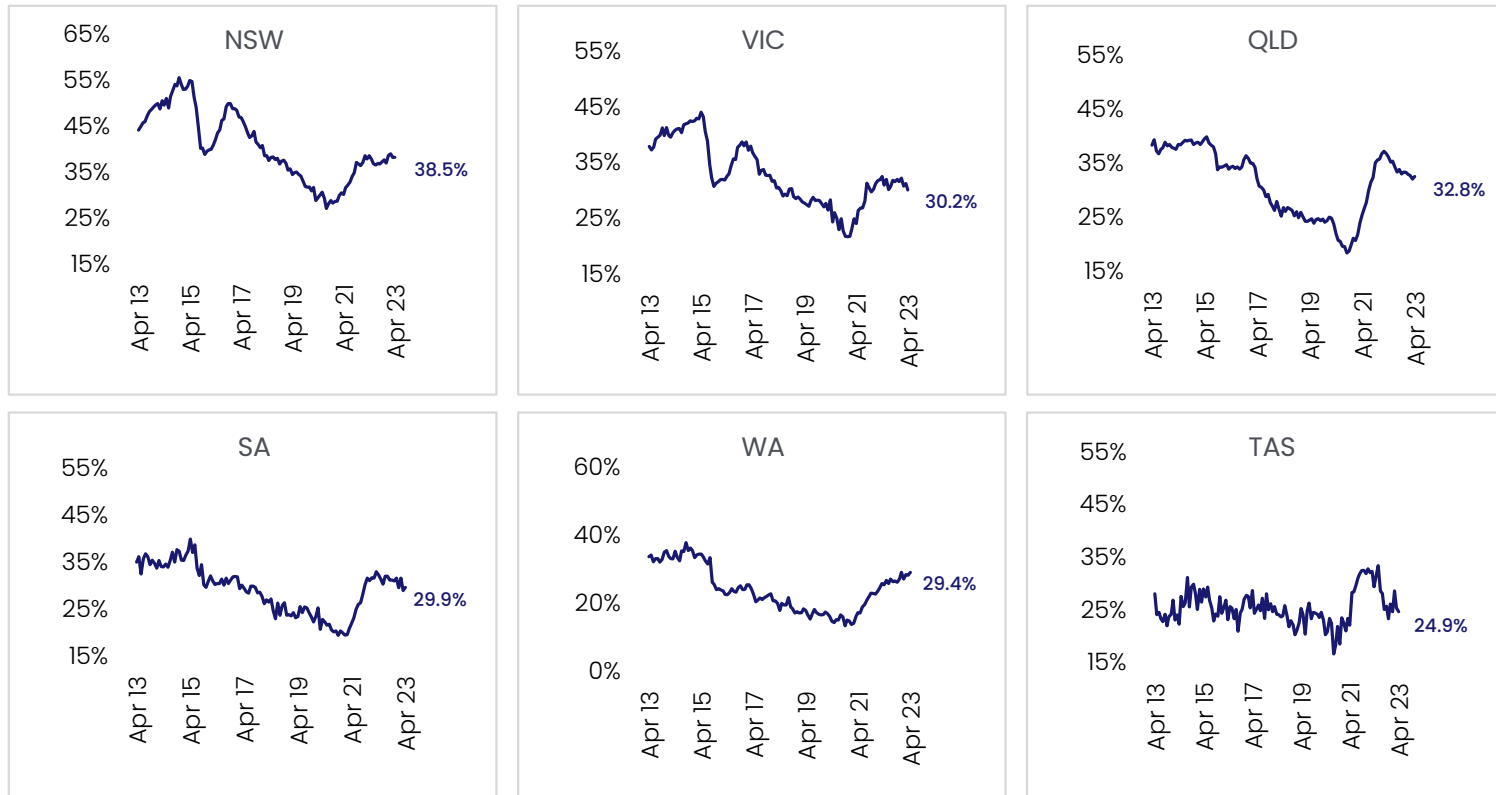 NSW
65%
55%
45%
35%
25%
15%
38.5%
Apr 13
Apr 15
Apr 17
Apr 19
Apr 21
Apr 23
VIC
55%
45%
35%
25%
15%
30.2%
Apr 13
Apr 15
Apr 17
Apr 19
Apr 21
Apr 23
QLD
55%
45%
35%
25%
15%
32.8%
Apr 13
Apr 15
Apr 17
Apr 19
Apr 21
Apr 23
SA
55%
45%
35%
25%
15%
29.9%
Apr 13
Apr 15
Apr 17
Apr 19
Apr 21
Apr 23
WA
60%
40%
20%
0%
29.4%
Apr 13
Apr 15
Apr 17
Apr 19
Apr 21
Apr 23
TAS
55%
45%
35%
25%
15%
24.9%
Apr 13
Apr 15
Apr 17
Apr 19
Apr 21
Apr 23